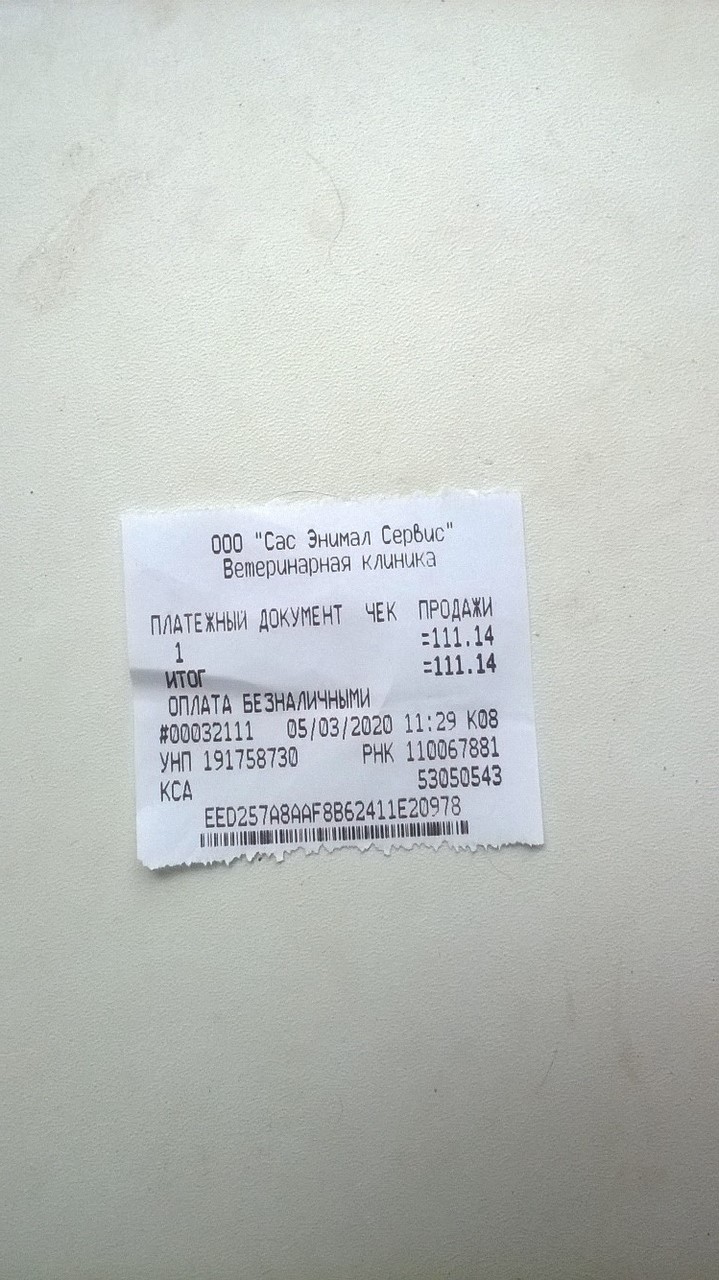 ООО "Сас Энимал Сервис"
Ветеринарная клиника
ПЛАТЕЖНЫЙ ДОКУМЕНТ ЧЕК ПРОДАЖИ
1 =111.14
ИТОГ =111.14
ОПЛАТА БЕЗНАЛИЧНЫМИ
#00032111 05/03/2020 11:29 К08
УНП 191758730 РНК 110067881
КСА 53050543
EED257A8AAF8B62411E20978